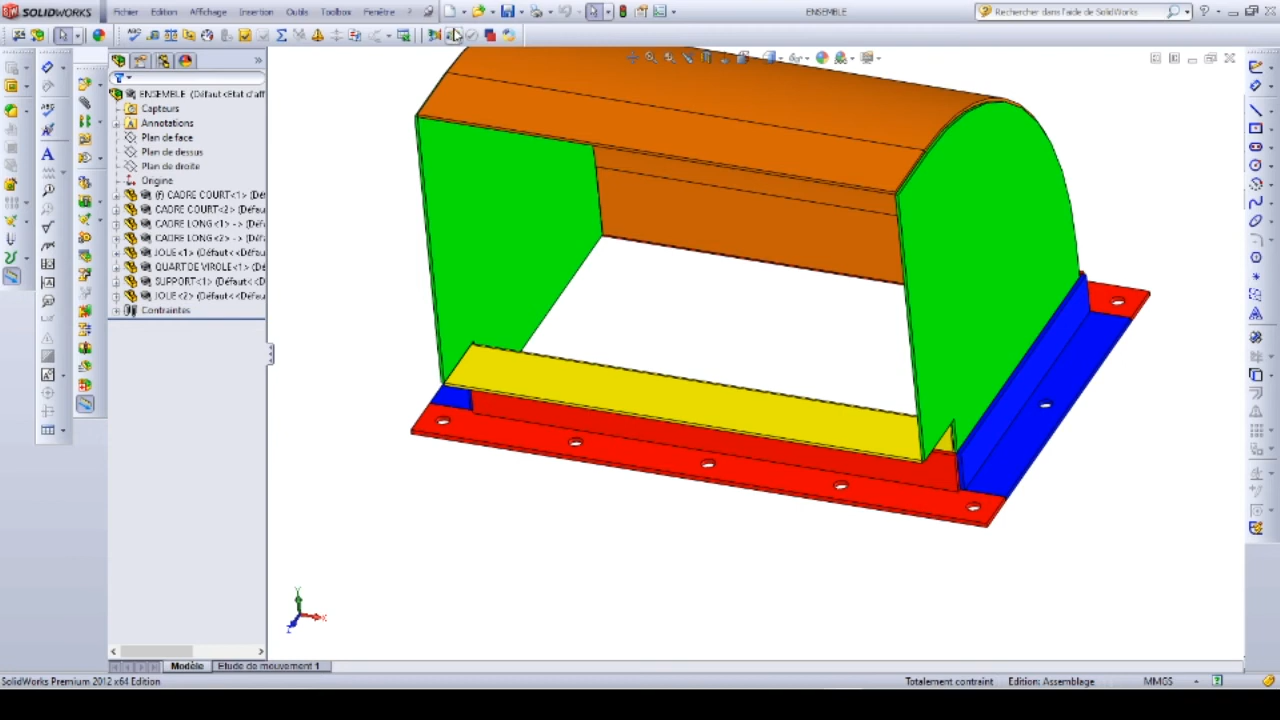 SOLIDWORKS
Fichier Edition Affichage Insertion Outils Toolbox Fenêtre ?
ENSEMBLE
Rechercher dans l'aide de SolidWorks
ENSEMBLE (Défaut<Etat d'aff
Capteurs
Annotations
Plan de face
Plan de dessus
Plan de droite
Origine
(f) CADRE COURT<1> (Dé
CADRE COURT<2> (Défau
CADRE LONG<1> -> (Défa
CADRE LONG<2> -> (Défa
JOUE<1> (Défaut<<Défau
QUART DE VIROLE<1> (Dé
SUPPORT<1> (Défaut<<D
JOUE<2> (Défaut<<Défau
Contraintes
Y
X
Z
Modèle
Etude de mouvement 1
SolidWorks Premium 2012 x64 Edition
Totalement contraint
Edition: Assemblage
MMGS